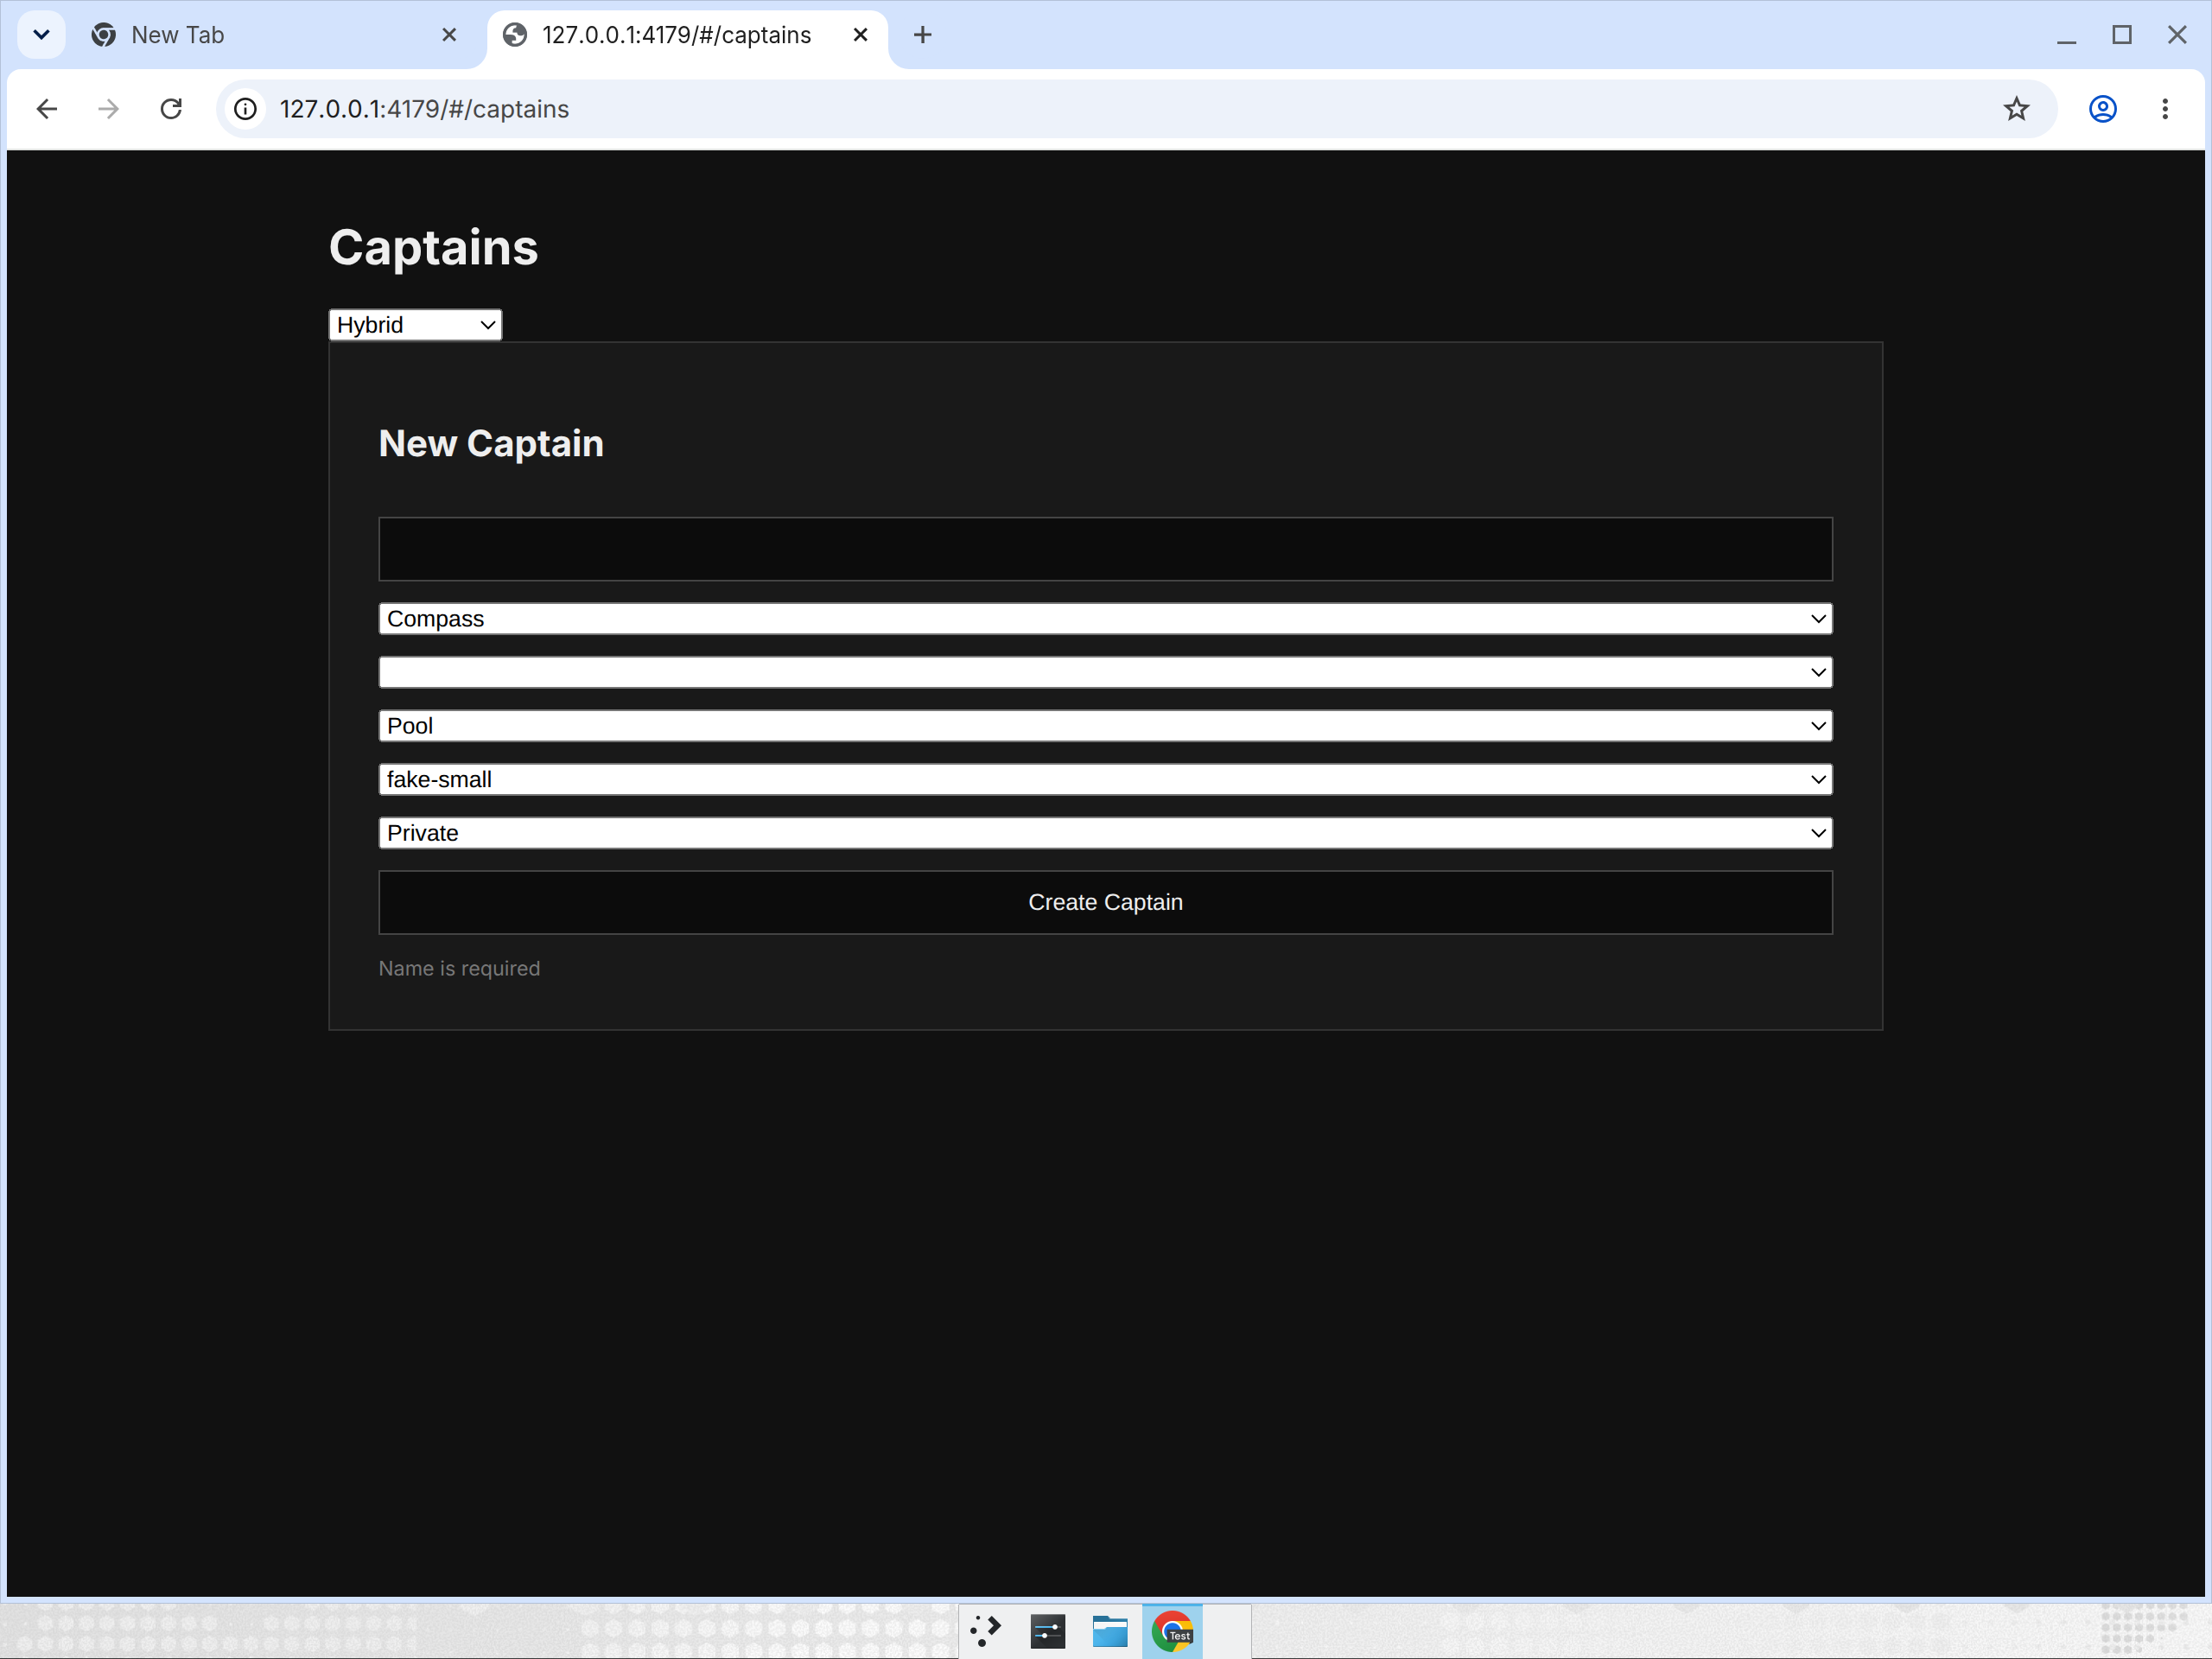 New Tab
127.0.0.1:4179/#/captains
127.0.0.1:4179/#/captains
Captains
Hybrid
New Captain
Compass
Pool
fake-small
Private
Create Captain
Name is required
Test